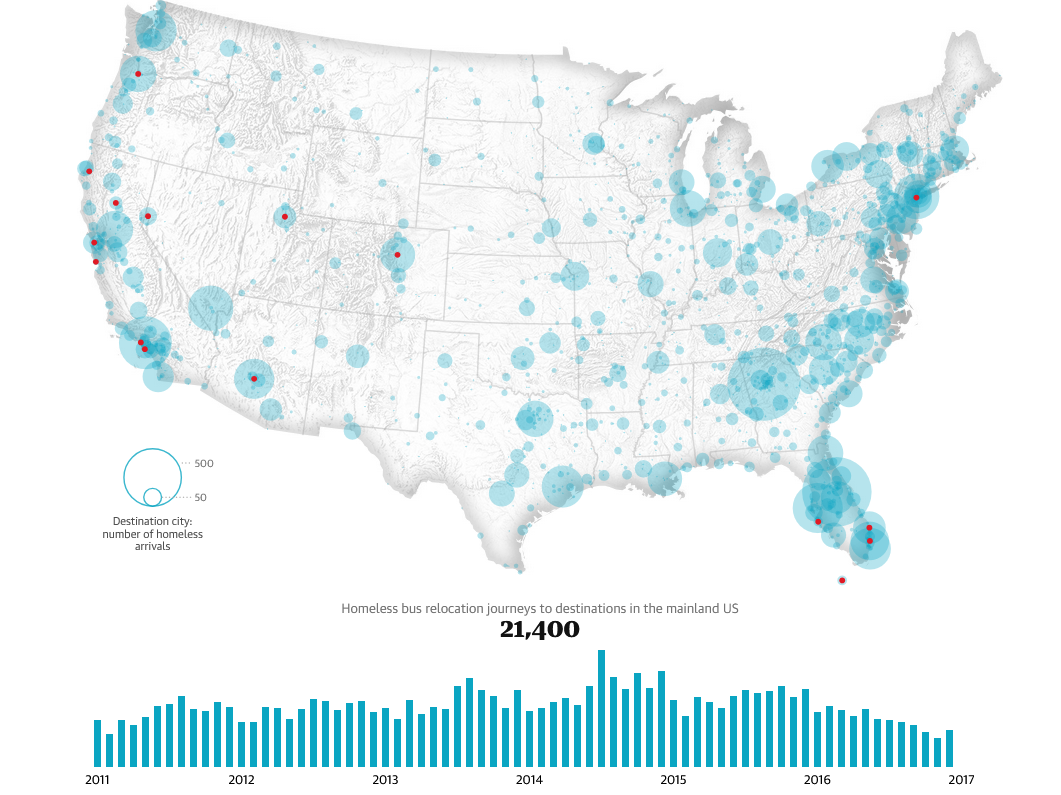 500
50
Destination city:
number of homeless
arrivals
Homeless bus relocation journeys to destinations in the mainland US
21,400
2011 2012 2013 2014 2015 2016 2017